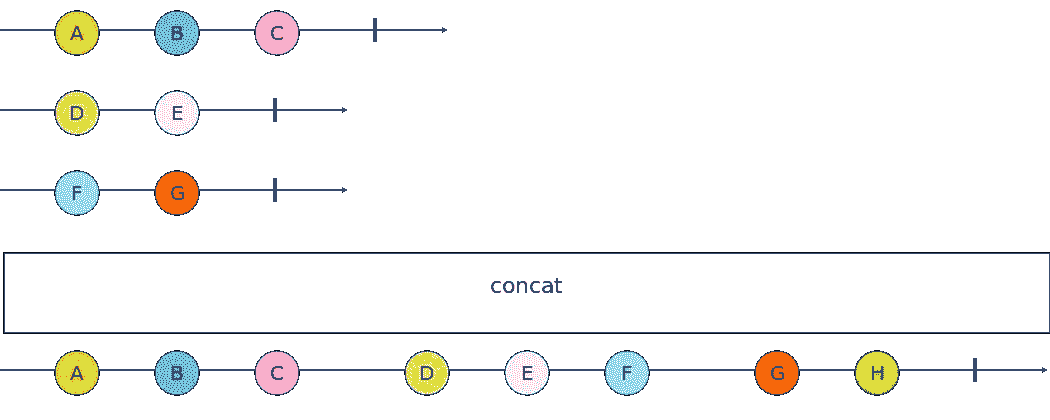 A B C
D E
F G
concat
A B C D E F G H